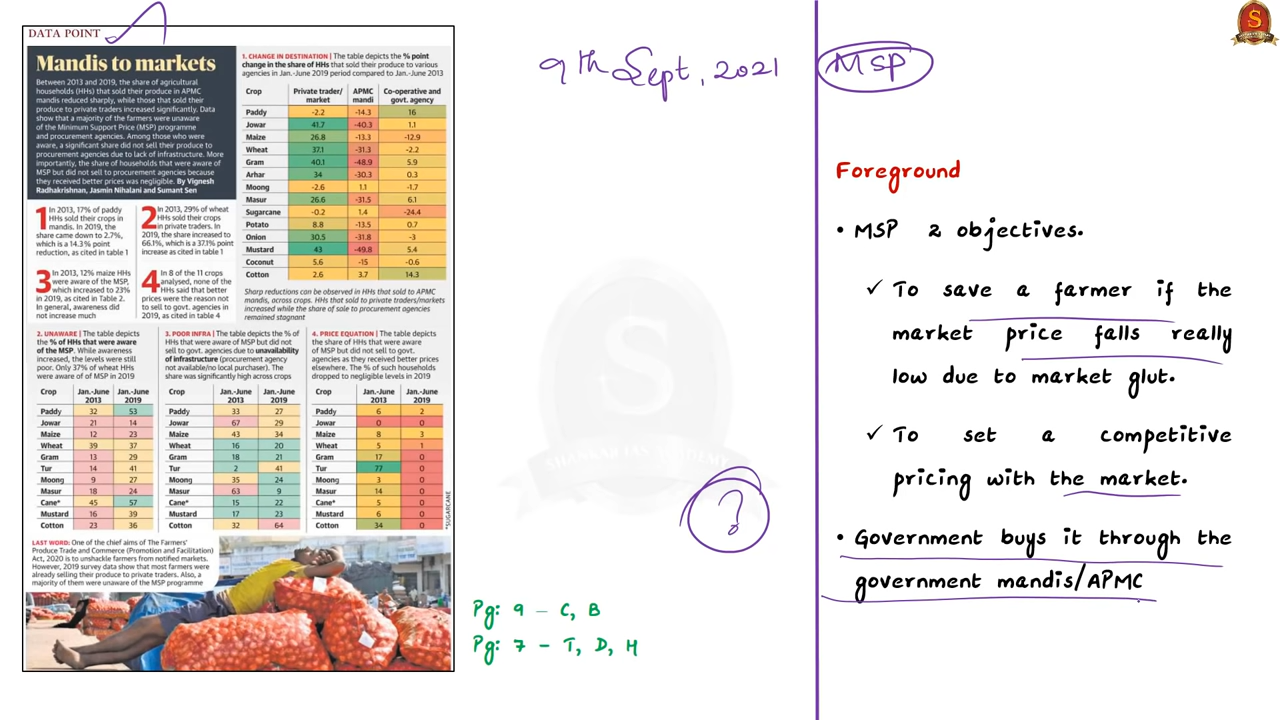 DATA POINT
Mandis to markets
Between 2013 and 2019, the share of agricultural
households (HHs) that sold their produce in APMC
mandis reduced sharply, while those that sold their
produce to private traders increased significantly. Data
show that a majority of the farmers were unaware
of the Minimum Support Price (MSP) programme
and procurement agencies. Among those who were
aware, a significant share did not sell their produce to
procurement agencies due to lack of infrastructure. More
importantly, the share of households that were aware of
MSP but did not sell to procurement agencies because
they received better prices was negligible. By Vignesh
Radhakrishnan, Jasmin Nihalani and Sumant Sen
1 In 2013, 17% of paddy
HHs sold their crops in
mandis. In 2019, the
share came down to 2.7%,
which is a 14.3% point
reduction, as cited in table 1
2 In 2013, 29% of wheat
HHs sold their crops
in private traders. In
2019, the share increased to
66.1%, which is a 37.1% point
increase as cited in table 1
3 In 2013, 12% maize HHs
were aware of the MSP,
which increased to 23%
in 2019, as cited in Table 2.
In general, awareness did
not increase much
4 In 8 of the 11 crops
analysed, none of the
HHs said that better
prices were the reason not
to sell to govt. agencies in
2019, as cited in table 4
1. CHANGE IN DESTINATION | The table depicts the % point
change in the share of HHs that sold their produce to various
agencies in Jan.-June 2019 period compared to Jan.-June 2013
Crop Private trader/ market APMC mandi Co-operative and govt. agency
Paddy -2.2 -14.3 16
Jowar 41.7 -40.3 1.1
Maize 26.8 -13.3 -12.9
Wheat 37.1 -31.3 -2.2
Gram 40.1 -48.9 5.9
Arhar 34 -30.3 0.3
Moong -2.6 1.1 -1.7
Masur 26.6 -31.5 6.1
Sugarcane -0.2 1.4 -24.4
Potato 8.8 -13.5 0.7
Onion 30.5 -31.8 -3
Mustard 43 -49.8 5.4
Coconut 5.6 -15 -0.6
Cotton 2.6 3.7 14.3
Sharp reductions can be observed in HHs that sold to APMC
mandis, across crops. HHs that sold to private traders/markets
increased while the share of sale to procurement agencies
remained stagnant
2. UNAWARE | The table depicts
the % of HHs that were aware
of the MSP. While awareness
increased, the levels were still
poor. Only 37% of wheat HHs
were aware of of MSP in 2019
Crop Jan.-June 2013 Jan.-June 2019
Paddy 32 53
Jowar 21 14
Maize 12 23
Wheat 39 37
Gram 13 29
Tur 14 41
Moong 9 27
Masur 18 24
Cane* 45 57
Mustard 16 39
Cotton 23 36
3. POOR INFRA | The table depicts the % of
HHs that were aware of MSP but did not
sell to govt. agencies due to unavailability
of infrastructure (procurement agency
not available/no local purchaser). The
share was significantly high across crops
Crop Jan.-June 2013 Jan.-June 2019
Paddy 33 27
Jowar 67 29
Maize 43 34
Wheat 16 20
Gram 18 21
Tur 2 41
Moong 35 24
Masur 63 9
Cane* 15 22
Mustard 17 23
Cotton 32 64
4. PRICE EQUATION | The table depicts
the % of HHs that were aware
of MSP but did not sell to govt.
agencies as they received better prices
elsewhere. The % of such households
dropped to negligible levels in 2019
Crop Jan.-June 2013 Jan.-June 2019
Paddy 6 2
Jowar 0 0
Maize 8 3
Wheat 5 1
Gram 17 0
Tur 77 0
Moong 3 0
Masur 14 0
Cane* 5 0
Mustard 6 0
Cotton 34 0
*SUGARCANE
LAST WORD: One of the chief aims of The Farmers'
Produce Trade and Commerce (Promotion and Facilitation)
Act, 2020 is to unshackle farmers from notified markets.
However, 2019 survey data show that most farmers were
already selling their produce to private traders. Also, a
majority of them were unaware of the MSP programme
9th Sept, 2021
Pg: 9 - C, B
Pg: 7 - T, D, H
?
S
SHANKAR IAS ACADEMY
MSP
Foreground
• MSP 2 objectives.
✓ To save a farmer if the
market price falls really
low due to market glut.
✓ To set a competitive
pricing with the market.
• Government buys it through the
government mandis/APMC
S